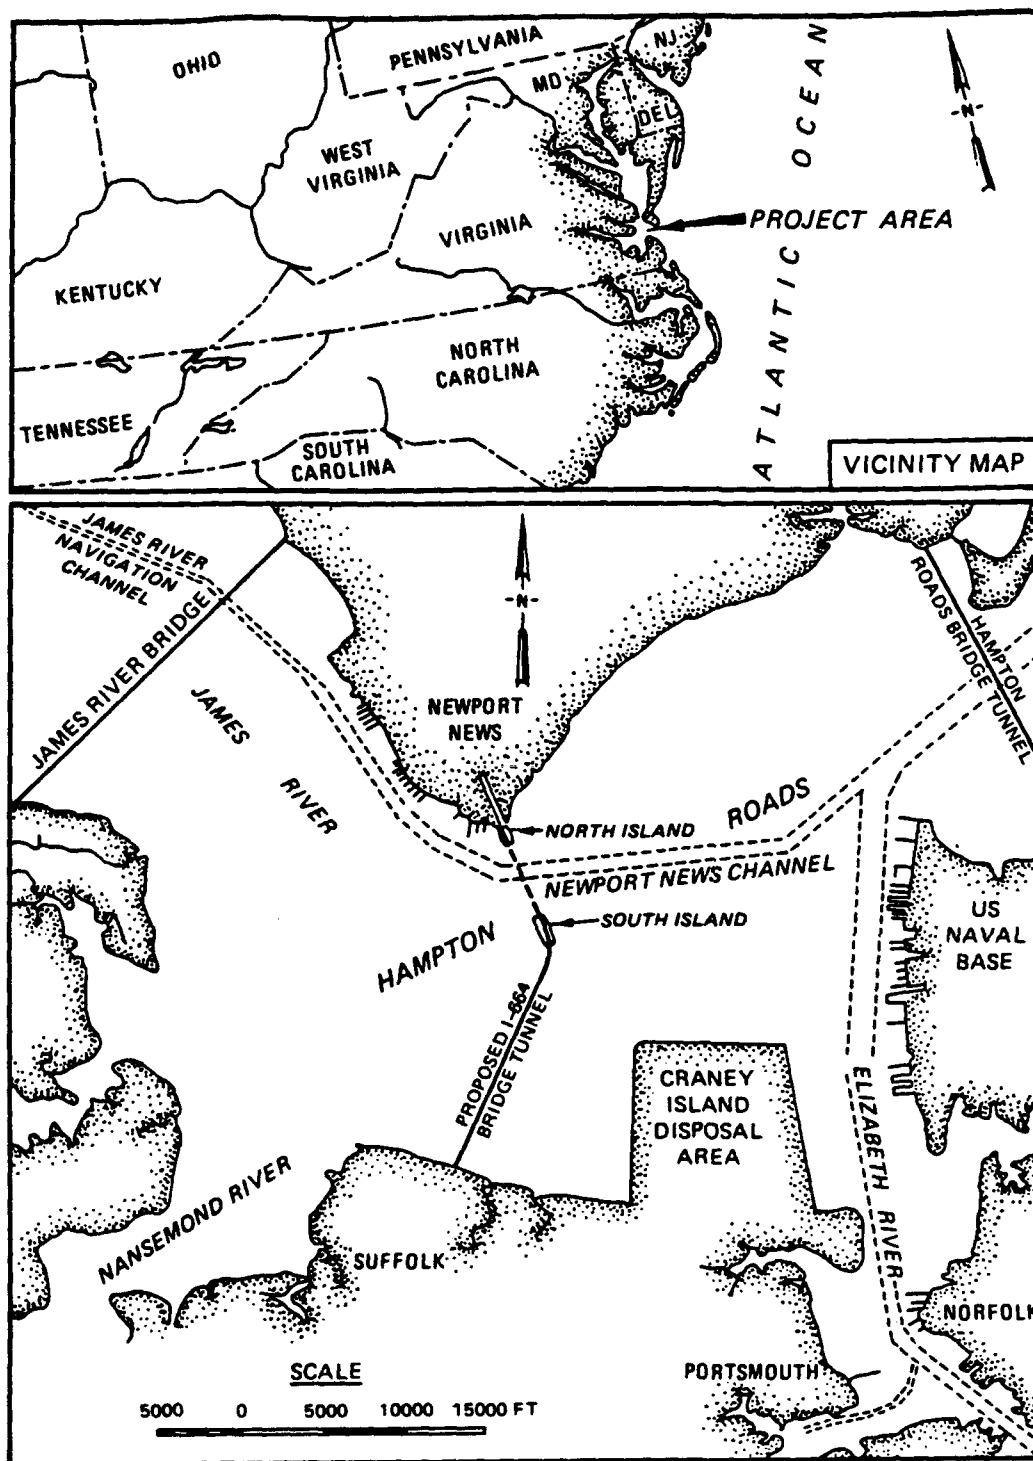 OHIO
PENNSYLVANIA
NJ
MD
DEL
WEST
VIRGINIA
VIRGINIA
KENTUCKY
NORTH
CAROLINA
TENNESSEE
SOUTH
CAROLINA
ATLANTIC OCEAN
-N-
PROJECT AREA
VICINITY MAP
JAMES RIVER
NAVIGATION
CHANNEL
JAMES RIVER BRIDGE
JAMES
RIVER
-N-
NEWPORT
NEWS
HAMPTON
ROADS BRIDGE TUNNEL
NORTH ISLAND
ROADS
NEWPORT NEWS CHANNEL
SOUTH ISLAND
HAMPTON
US
NAVAL
BASE
PROPOSED I-664
BRIDGE TUNNEL
CRANEY
ISLAND
DISPOSAL
AREA
ELIZABETH RIVER
NANSEMOND RIVER
SUFFOLK
NORFOLK
PORTSMOUTH
SCALE
5000 0 5000 10000 15000 FT